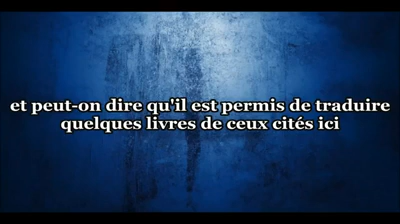 et peut-on dire qu'il est permis de traduire
quelques livres de ceux cités ici